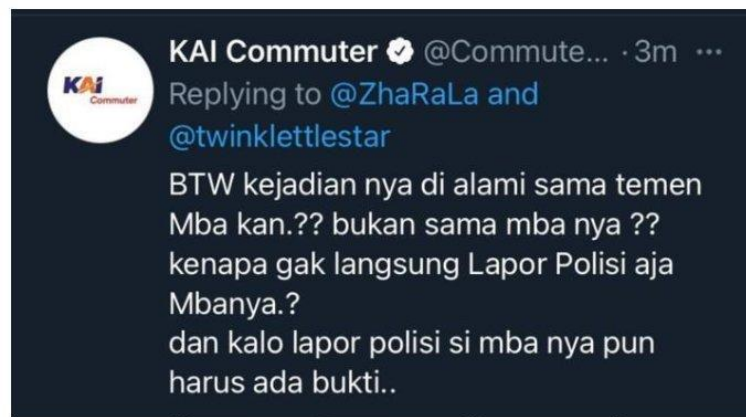 KAI Commuter @Commute... · 3m ...
KAI
Commuter
Replying to @ZhaRaLa and
@twinklettlestar
BTW kejadian nya di alami sama temen
Mba kan.?? bukan sama mba nya ??
kenapa gak langsung Lapor Polisi aja
Mbanya.?
dan kalo lapor polisi si mba nya pun
harus ada bukti..